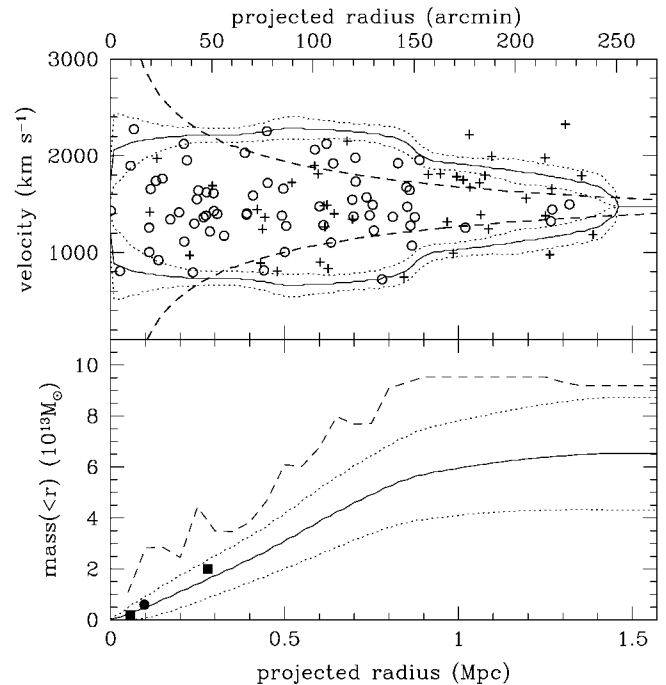 projected radius (arcmin)
0 50 100 150 200 250
3000
2000
1000
velocity (km s⁻¹)
10
8
6
4
2
0
mass(<r) (10¹³M⊙)
0 0.5 1 1.5
projected radius (Mpc)